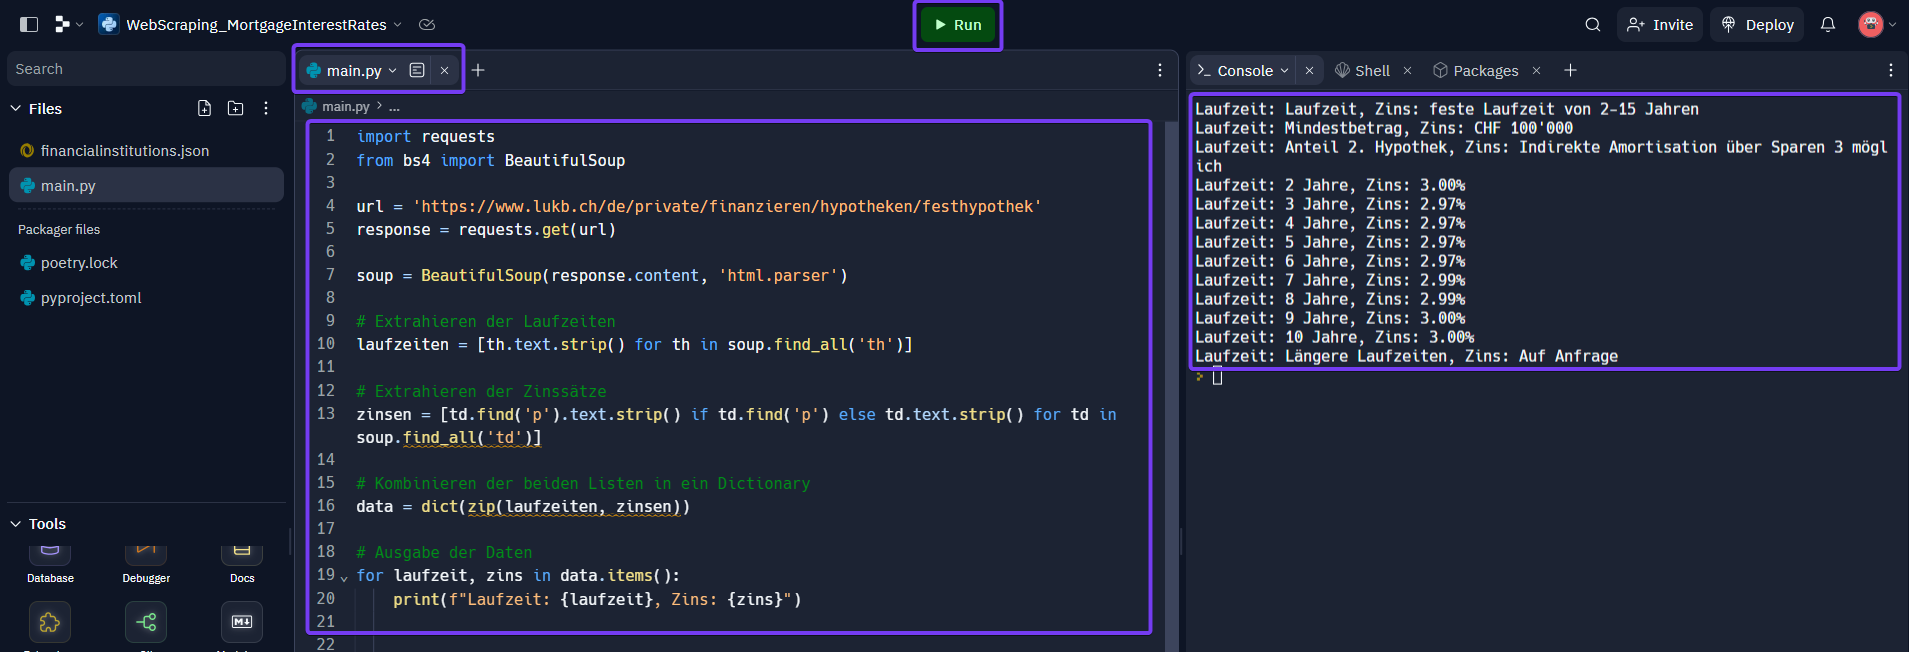 WebScraping_MortgageInterestRates
Run
Invite
Deploy
Search
Files
financialinstitutions.json
main.py
Packager files
poetry.lock
pyproject.toml
Tools
Database
Debugger
Docs
main.py
main.py > ...
1 import requests
2 from bs4 import BeautifulSoup
3
4 url = 'https://www.lukb.ch/de/private/finanzieren/hypotheken/festhypothek'
5 response = requests.get(url)
6
7 soup = BeautifulSoup(response.content, 'html.parser')
8
9 # Extrahieren der Laufzeiten
10 laufzeiten = [th.text.strip() for th in soup.find_all('th')]
11
12 # Extrahieren der Zinssätze
13 zinsen = [td.find('p').text.strip() if td.find('p') else td.text.strip() for td in
soup.find_all('td')]
14
15 # Kombinieren der beiden Listen in ein Dictionary
16 data = dict(zip(laufzeiten, zinsen))
17
18 # Ausgabe der Daten
19 for laufzeit, zins in data.items():
20 print(f"Laufzeit: {laufzeit}, Zins: {zins}")
21
22
Console
Shell
Packages
Laufzeit: Laufzeit, Zins: feste Laufzeit von 2-15 Jahren
Laufzeit: Mindestbetrag, Zins: CHF 100'000
Laufzeit: Anteil 2. Hypothek, Zins: Indirekte Amortisation über Sparen 3 mögl
ich
Laufzeit: 2 Jahre, Zins: 3.00%
Laufzeit: 3 Jahre, Zins: 2.97%
Laufzeit: 4 Jahre, Zins: 2.97%
Laufzeit: 5 Jahre, Zins: 2.97%
Laufzeit: 6 Jahre, Zins: 2.97%
Laufzeit: 7 Jahre, Zins: 2.99%
Laufzeit: 8 Jahre, Zins: 2.99%
Laufzeit: 9 Jahre, Zins: 3.00%
Laufzeit: 10 Jahre, Zins: 3.00%
Laufzeit: Längere Laufzeiten, Zins: Auf Anfrage